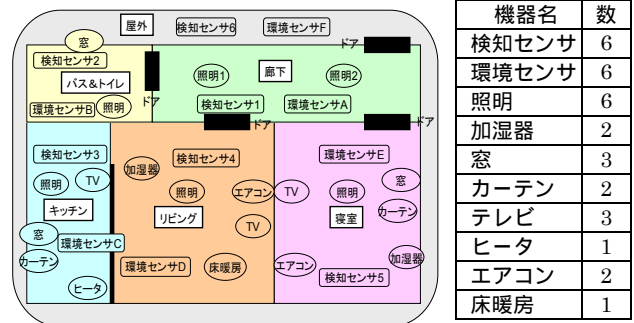 屋外
検知センサ6
環境センサF
窓
ドア
検知センサ2
バス&トイレ
環境センサB
照明
ドア
照明1
廊下
照明2
検知センサ1
環境センサA
ドア
ドア
検知センサ3
照明
TV
キッチン
窓
環境センサC
カーテン
ヒータ
加湿器
検知センサ4
照明
エアコン
リビング
TV
環境センサD
床暖房
環境センサE
TV
照明
窓
寝室
カーテン
エアコン
加湿器
検知センサ5
機器名 数
検知センサ 6
環境センサ 6
照明 6
加湿器 2
窓 3
カーテン 2
テレビ 3
ヒータ 1
エアコン 2
床暖房 1